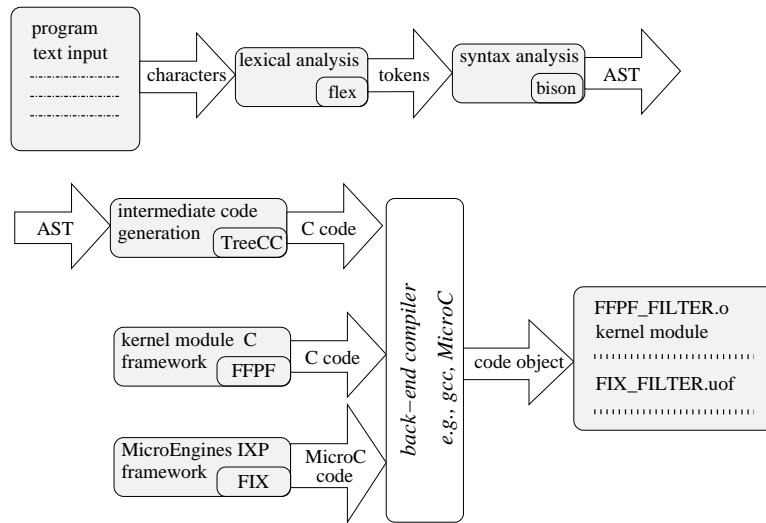 program
text input
characters
lexical analysis
flex
tokens
syntax analysis
bison
AST
AST
intermediate code
generation
TreeCC
C code
kernel module C
framework
FFPF
C code
MicroEngines IXP
framework
FIX
MicroC
code
back−end compiler
e.g., gcc, MicroC
code object
FFPF_FILTER.o
kernel module
FIX_FILTER.uof